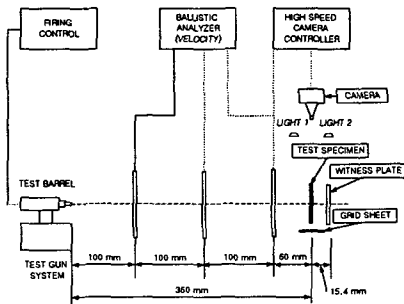 FIRING
CONTROL
BALLISTIC
ANALYZER
(VELOCITY)
HIGH SPEED
CAMERA
CONTROLLER
CAMERA
LIGHT 1
LIGHT 2
TEST SPECIMEN
WITNESS PLATE
TEST BARREL
GRID SHEET
TEST GUN
SYSTEM
100 mm
100 mm
100 mm
60 mm
15.4 mm
360 mm